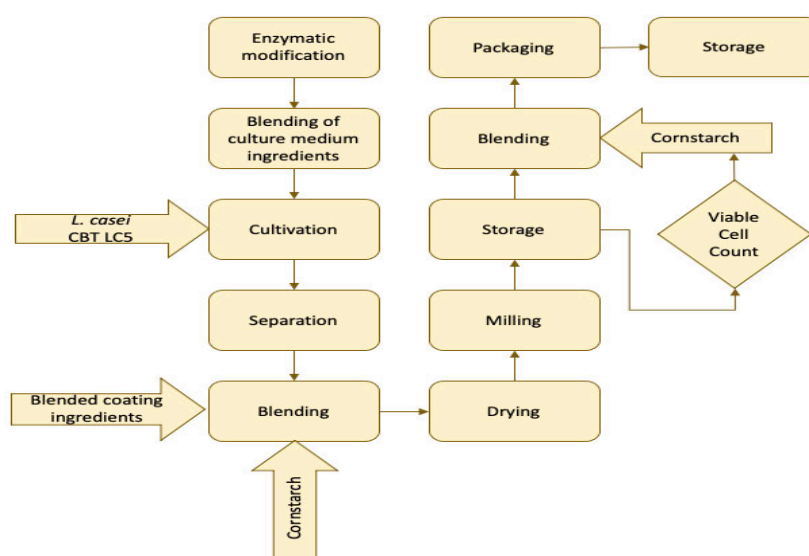 Enzymatic
modification
Blending of
culture medium
ingredients
L. casei
CBT LC5
Cultivation
Separation
Blended coating
ingredients
Blending
Cornstarch
Drying
Milling
Storage
Viable
Cell
Count
Cornstarch
Blending
Packaging
Storage